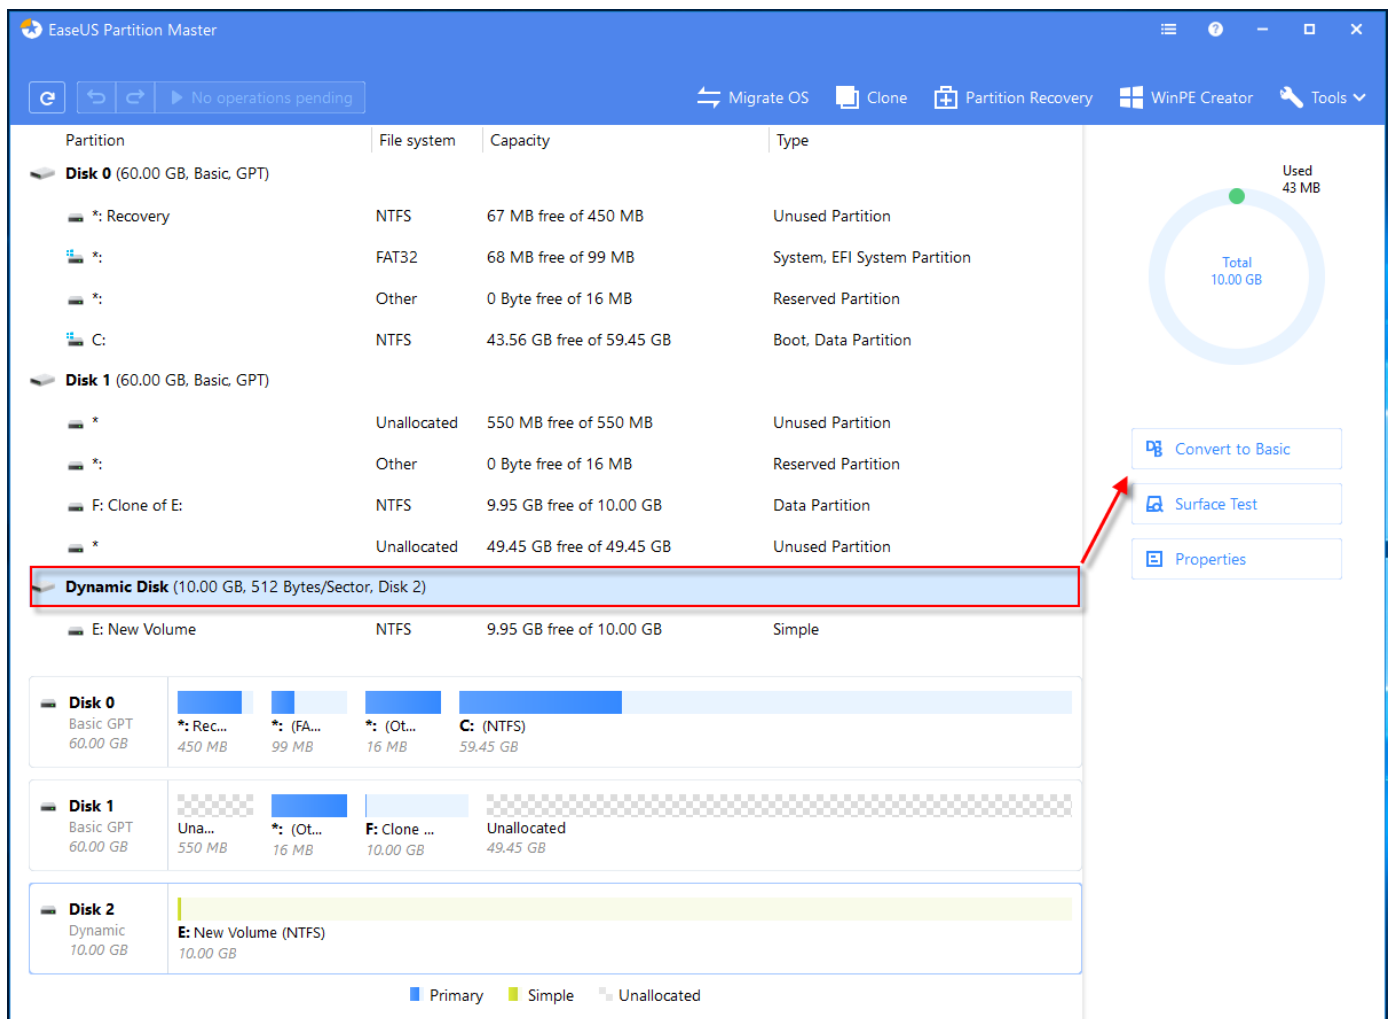 EaseUS Partition Master
No operations pending
Migrate OS
Clone
Partition Recovery
WinPE Creator
Tools
Partition File system Capacity Type
Disk 0 (60.00 GB, Basic, GPT)
*: Recovery NTFS 67 MB free of 450 MB Unused Partition
*: FAT32 68 MB free of 99 MB System, EFI System Partition
*: Other 0 Byte free of 16 MB Reserved Partition
C: NTFS 43.56 GB free of 59.45 GB Boot, Data Partition
Disk 1 (60.00 GB, Basic, GPT)
* Unallocated 550 MB free of 550 MB Unused Partition
*: Other 0 Byte free of 16 MB Reserved Partition
F: Clone of E: NTFS 9.95 GB free of 10.00 GB Data Partition
* Unallocated 49.45 GB free of 49.45 GB Unused Partition
Dynamic Disk (10.00 GB, 512 Bytes/Sector, Disk 2)
E: New Volume NTFS 9.95 GB free of 10.00 GB Simple
Used
43 MB
Total
10.00 GB
Convert to Basic
Surface Test
Properties
Disk 0
Basic GPT
60.00 GB
*: Rec...
450 MB
*: (FA...
99 MB
*: (Ot...
16 MB
C: (NTFS)
59.45 GB
Disk 1
Basic GPT
60.00 GB
Una...
550 MB
*: (Ot...
16 MB
F: Clone ...
10.00 GB
Unallocated
49.45 GB
Disk 2
Dynamic
10.00 GB
E: New Volume (NTFS)
10.00 GB
Primary Simple Unallocated